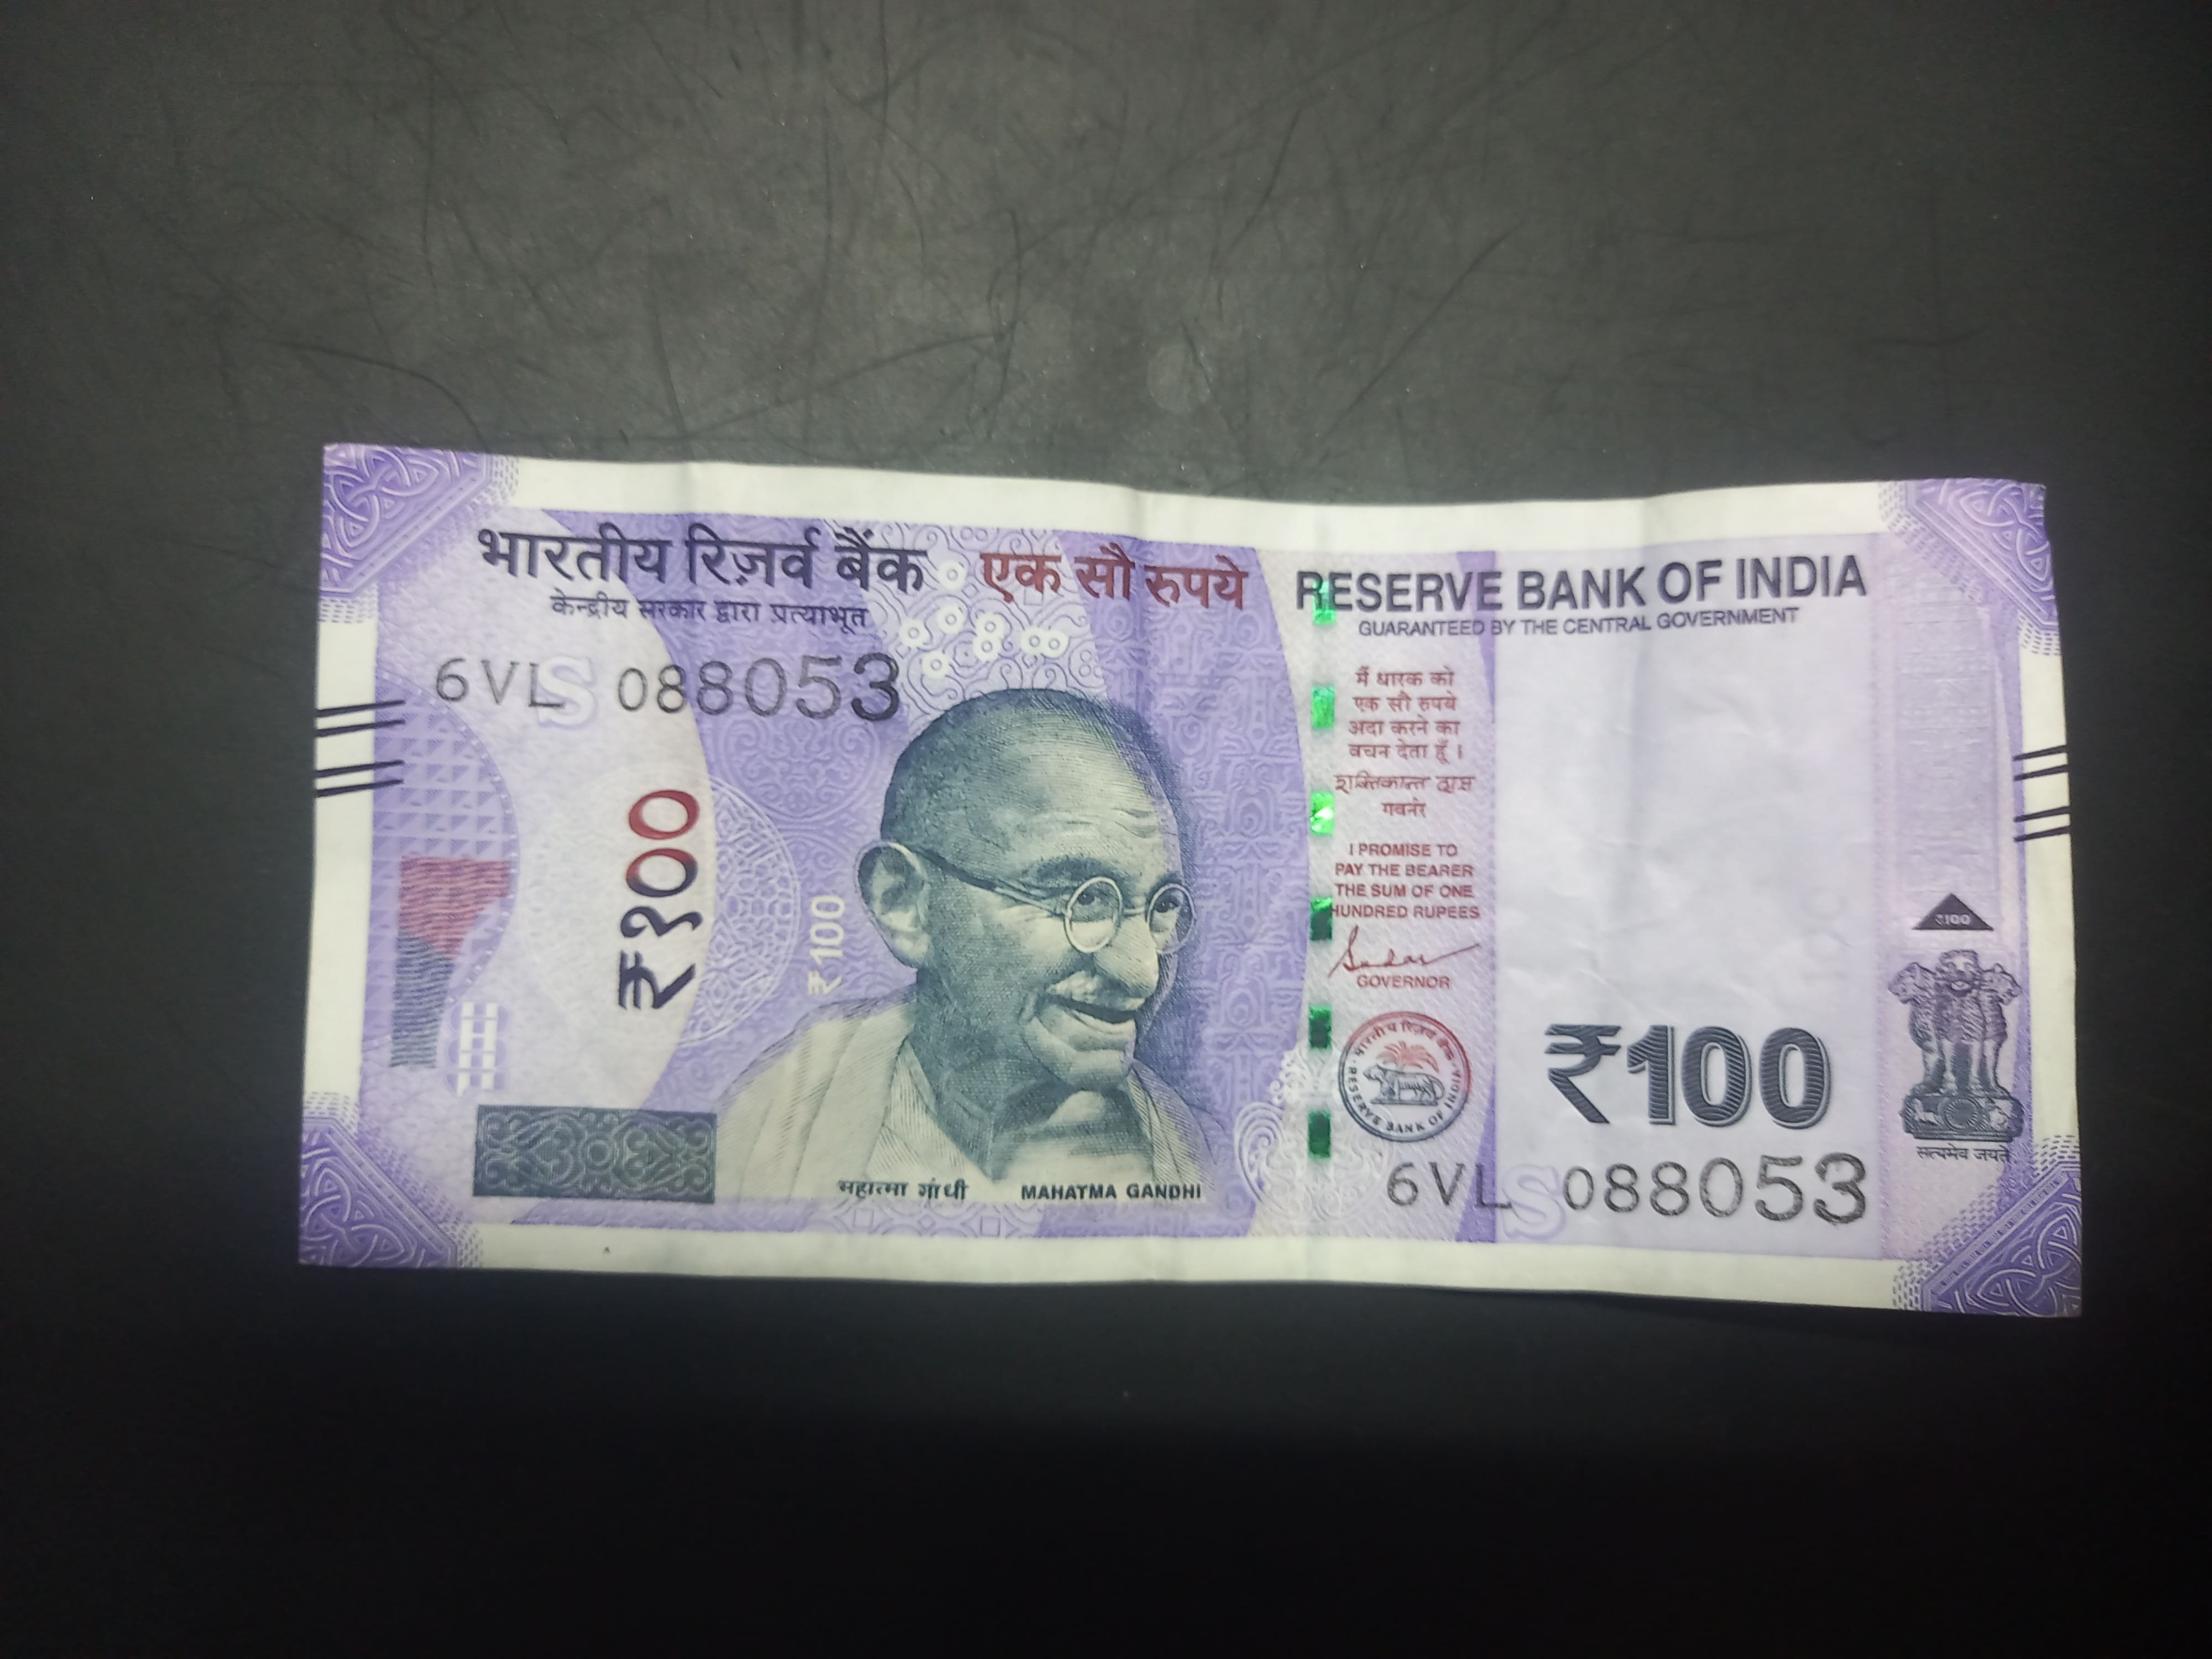 भारतीय रिज़र्व बैंक
केन्द्रीय सरकार द्वारा प्रत्याभूत
एक सौ रुपये
RESERVE BANK OF INDIA
GUARANTEED BY THE CENTRAL GOVERNMENT
6VL S 088053
₹१००
₹100
मैं धारक को
एक सौ रुपये
अदा करने का
वचन देता हूँ ।
शक्तिकान्त दास
गवर्नर
I PROMISE TO
PAY THE BEARER
THE SUM OF ONE
HUNDRED RUPEES
GOVERNOR
भारतीय रिज़र्व बैंक
RESERVE BANK OF INDIA
₹100
₹100
सत्यमेव जयते
महात्मा गांधी
MAHATMA GANDHI
6VL S 088053